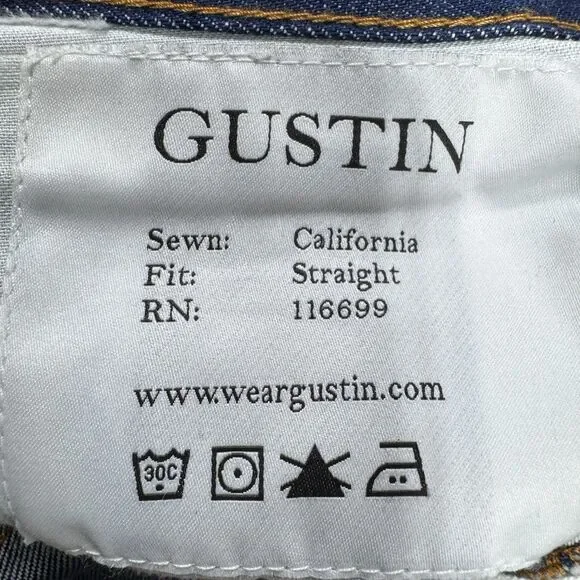 GUSTIN
Sewn: California
Fit: Straight
RN: 116699
www.weargustin.com
30C